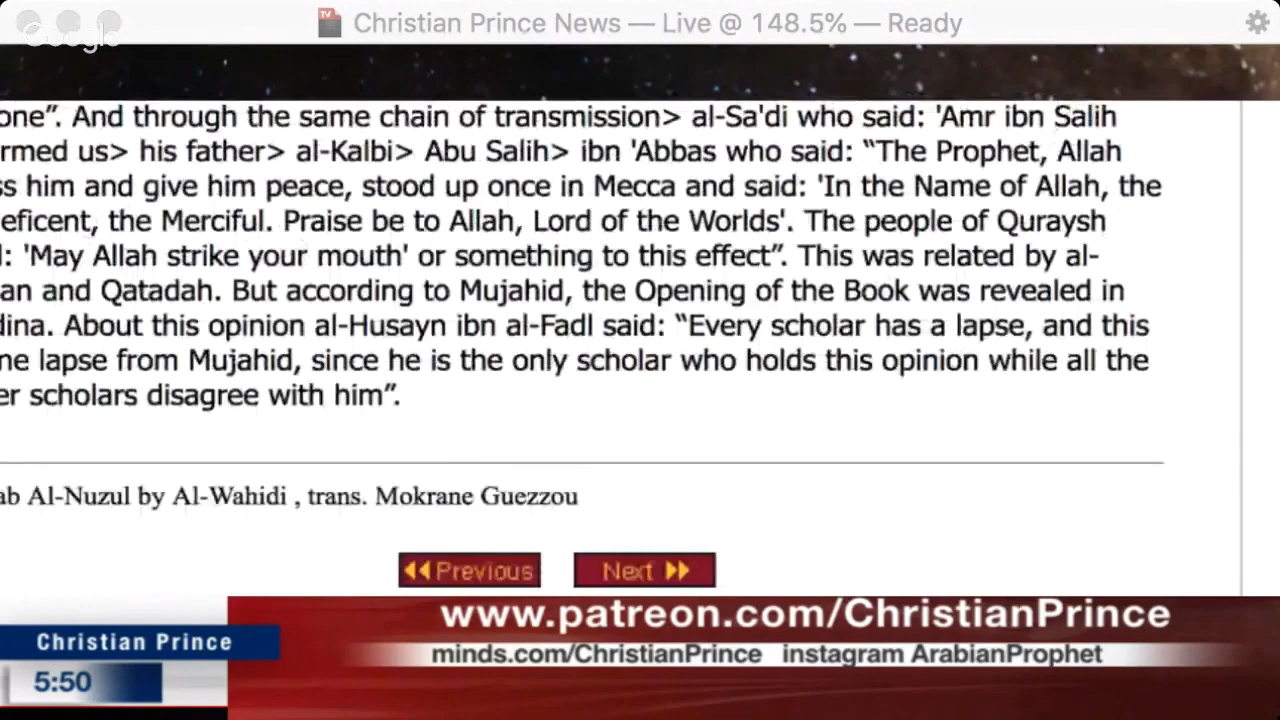 Christian Prince News — Live @ 148.5% — Ready
Google
TV
one”. And through the same chain of transmission> al-Sa'di who said: 'Amr ibn Salih
rmed us> his father> al-Kalbi> Abu Salih> ibn 'Abbas who said: “The Prophet, Allah
ss him and give him peace, stood up once in Mecca and said: 'In the Name of Allah, the
eficent, the Merciful. Praise be to Allah, Lord of the Worlds'. The people of Quraysh
d: 'May Allah strike your mouth' or something to this effect”. This was related by al-
an and Qatadah. But according to Mujahid, the Opening of the Book was revealed in
dina. About this opinion al-Husayn ibn al-Fadl said: “Every scholar has a lapse, and this
me lapse from Mujahid, since he is the only scholar who holds this opinion while all the
er scholars disagree with him”.
ab Al-Nuzul by Al-Wahidi , trans. Mokrane Guezzou
Previous Next
www.patreon.com/ChristianPrince
Christian Prince
minds.com/ChristianPrince instagram ArabianProphet
5:50